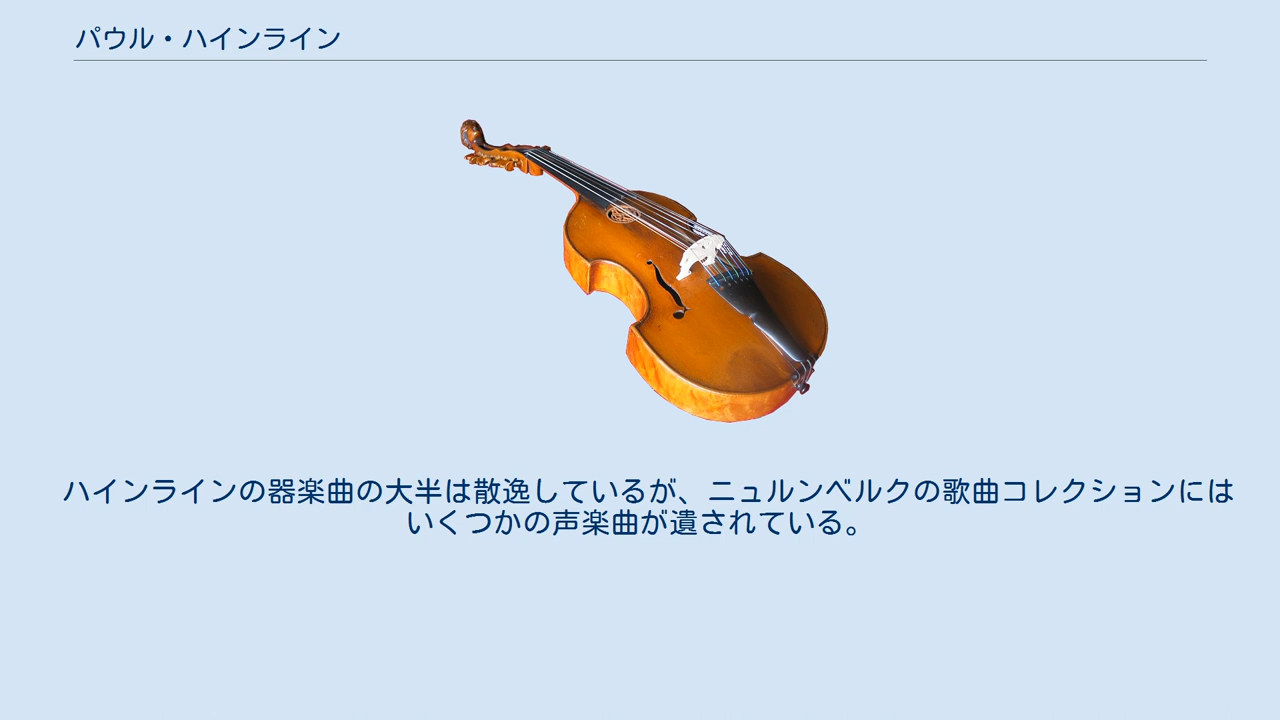 パウル・ハインライン
ハインラインの器楽曲の大半は散逸しているが、ニュルンベルクの歌曲コレクションには
いくつかの声楽曲が遺されている。